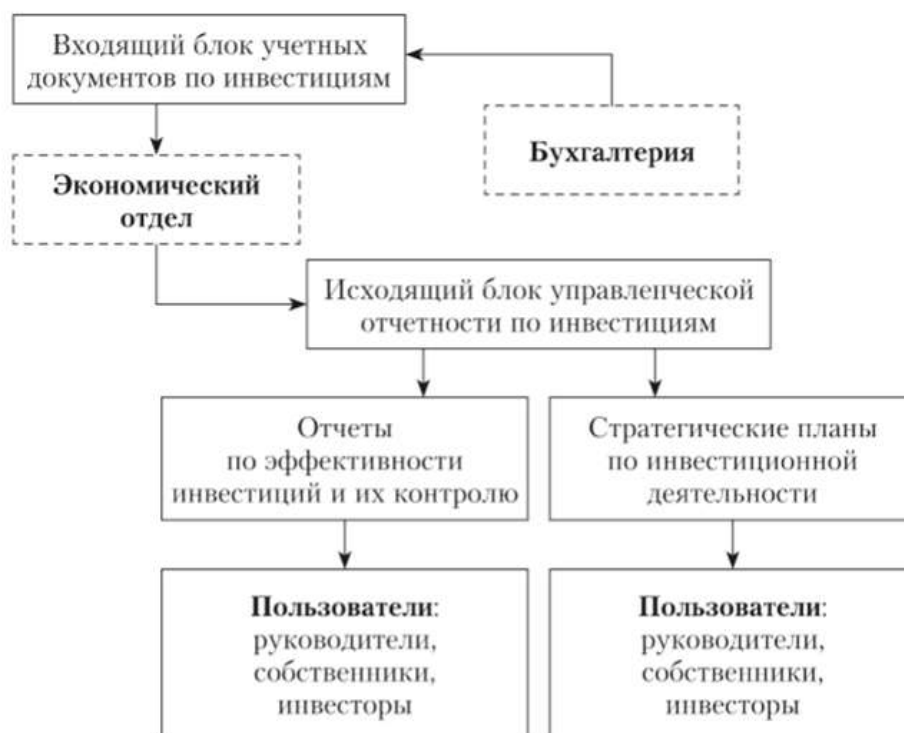 Входящий блок учетных
документов по инвестициям
Бухгалтерия
Экономический
отдел
Исходящий блок управленческой
отчетности по инвестициям
Отчеты
по эффективности
инвестиций и их контролю
Стратегические планы
по инвестиционной
деятельности
Пользователи:
руководители,
собственники,
инвесторы
Пользователи:
руководители,
собственники,
инвесторы